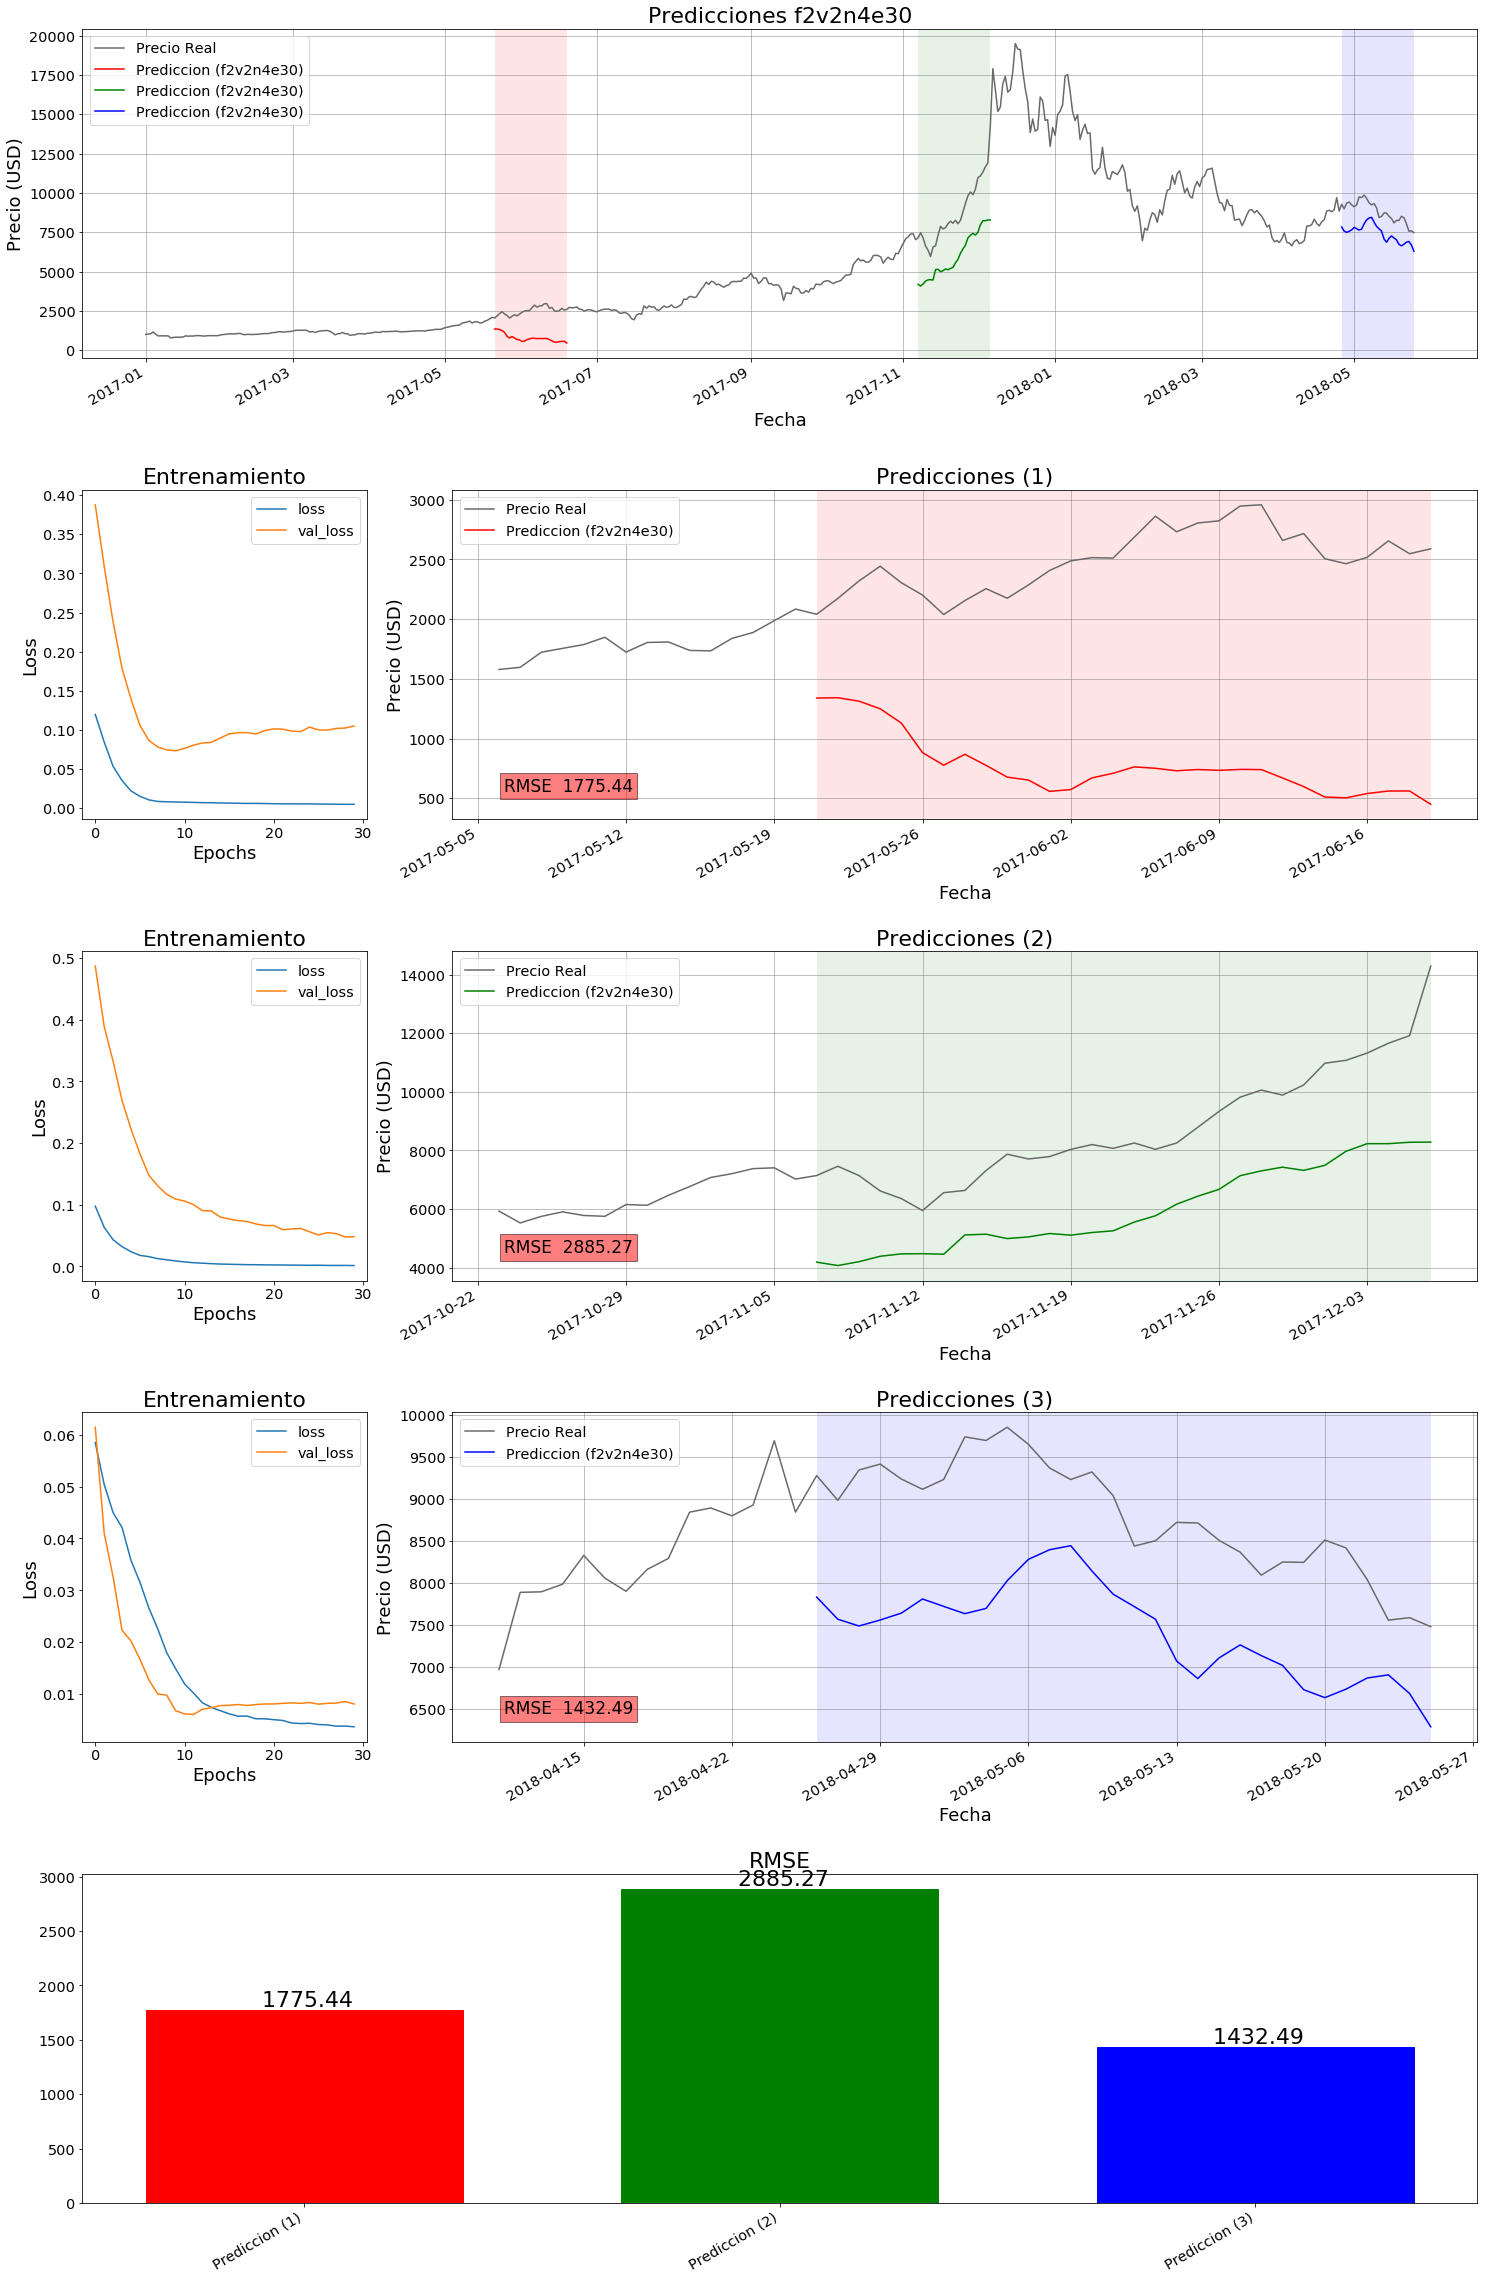 Predicciones f2v2n4e30
Precio (USD)
20000
17500
15000
12500
10000
7500
5000
2500
0
Precio Real
Prediccion (f2v2n4e30)
Prediccion (f2v2n4e30)
Prediccion (f2v2n4e30)
2017-01
2017-03
2017-05
2017-07
2017-09
2017-11
2018-01
2018-03
2018-05
Fecha
Entrenamiento
Loss
0.40
0.35
0.30
0.25
0.20
0.15
0.10
0.05
0.00
loss
val_loss
0
10
20
30
Epochs
Predicciones (1)
Precio (USD)
3000
2500
2000
1500
1000
500
Precio Real
Prediccion (f2v2n4e30)
RMSE 1775.44
2017-05-05
2017-05-12
2017-05-19
2017-05-26
2017-06-02
2017-06-09
2017-06-16
Fecha
Entrenamiento
Loss
0.5
0.4
0.3
0.2
0.1
0.0
loss
val_loss
0
10
20
30
Epochs
Predicciones (2)
Precio (USD)
14000
12000
10000
8000
6000
4000
Precio Real
Prediccion (f2v2n4e30)
RMSE 2885.27
2017-10-22
2017-10-29
2017-11-05
2017-11-12
2017-11-19
2017-11-26
2017-12-03
Fecha
Entrenamiento
Loss
0.06
0.05
0.04
0.03
0.02
0.01
loss
val_loss
0
10
20
30
Epochs
Predicciones (3)
Precio (USD)
10000
9500
9000
8500
8000
7500
7000
6500
Precio Real
Prediccion (f2v2n4e30)
RMSE 1432.49
2018-04-15
2018-04-22
2018-04-29
2018-05-06
2018-05-13
2018-05-20
2018-05-27
Fecha
RMSE
3000
2500
2000
1500
1000
500
0
1775.44
2885.27
1432.49
Prediccion (1)
Prediccion (2)
Prediccion (3)